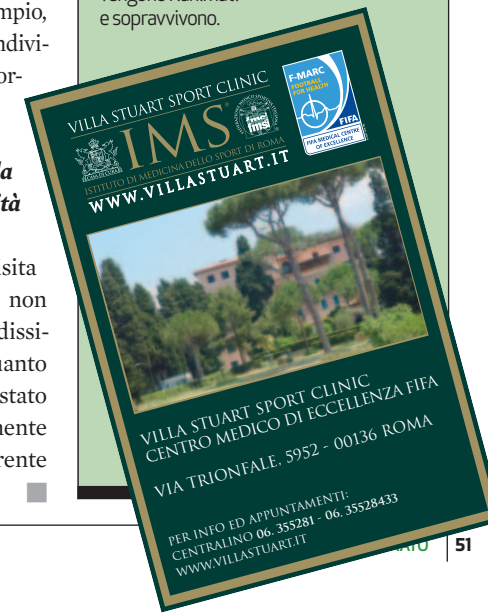 mpio,
ndivi-
or-
la
ità
isita
non
dissi-
uanto
stato
mente
rente
e sopravvivono.
VILLA STUART SPORT CLINIC
IMS
ISTITUTO DI MEDICINA DELLO SPORT DI ROMA
WWW.VILLASTUART.IT
F-MARC
FOOTBALL
FOR HEALTH
FIFA
FIFA MEDICAL CENTRE
OF EXCELLENCE
VILLA STUART SPORT CLINIC
CENTRO MEDICO DI ECCELLENZA FIFA
VIA TRIONFALE, 5952 - 00136 ROMA
PER INFO ED APPUNTAMENTI:
CENTRALINO 06. 355281 - 06. 35528433
WWW.VILLASTUART.IT
51